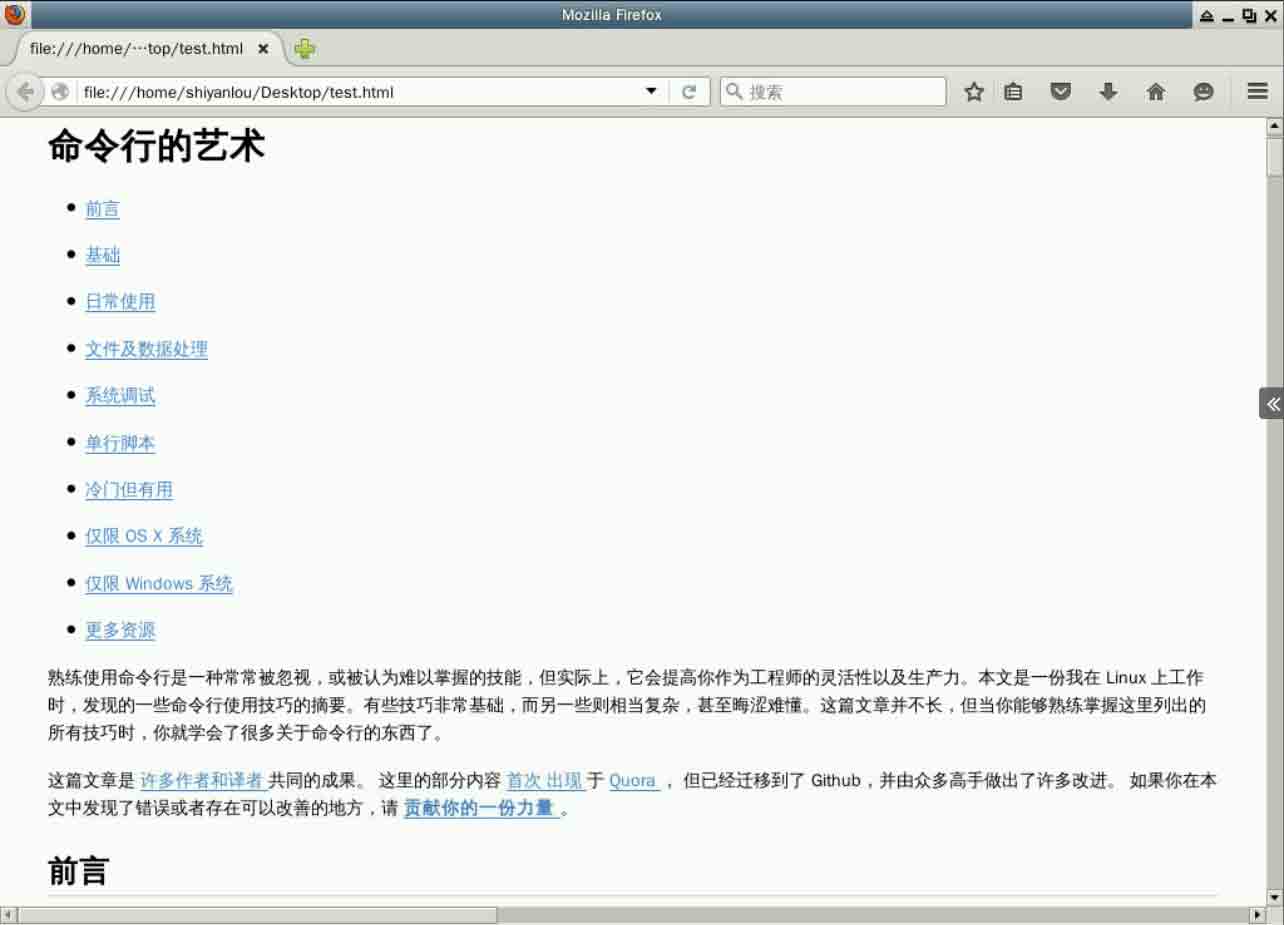 Mozilla Firefox
file:///home/···top/test.html
file:///home/shiyanlou/Desktop/test.html
搜索
命令行的艺术
前言
基础
日常使用
文件及数据处理
系统调试
单行脚本
冷门但有用
仅限 OS X 系统
仅限 Windows 系统
更多资源
熟练使用命令行是一种常常被忽视，或被认为难以掌握的技能，但实际上，它会提高你作为工程师的灵活性以及生产力。本文是一份我在 Linux 上工作
时，发现的一些命令行使用技巧的摘要。有些技巧非常基础，而另一些则相当复杂，甚至晦涩难懂。这篇文章并不长，但当你能够熟练掌握这里列出的
所有技巧时，你就学会了很多关于命令行的东西了。
这篇文章是 许多作者和译者 共同的成果。 这里的部分内容 首次 出现 于 Quora ， 但已经迁移到了 Github，并由众多高手做出了许多改进。 如果你在本
文中发现了错误或者存在可以改善的地方，请 贡献你的一份力量 。
前言